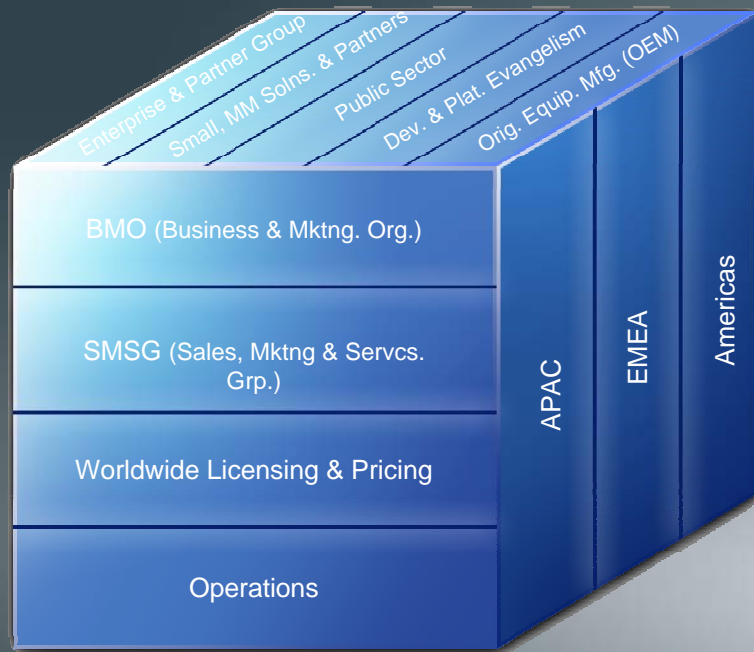 Enterprise & Partner Group
Small, MM Solns. & Partners
Public Sector
Dev. & Plat. Evangelism
Orig. Equip. Mfg. (OEM)
BMO (Business & Mktng. Org.)
SMSG (Sales, Mktng & Servcs.
Grp.)
Worldwide Licensing & Pricing
Operations
APAC
EMEA
Americas